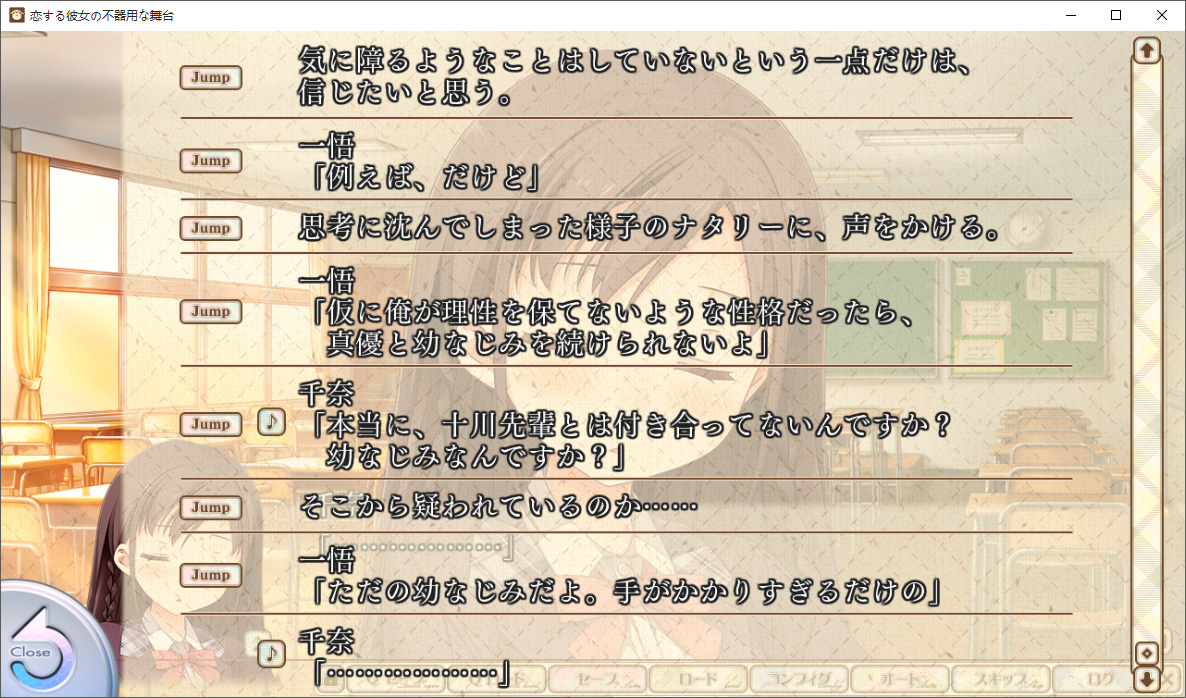 恋する彼女の不器用な舞台
気に障るようなことはしていないという一点だけは、
信じたいと思う。
Jump
一悟
「例えば、だけど」
Jump
思考に沈んでしまった様子のナタリーに、声をかける。
Jump
一悟
「仮に俺が理性を保てないような性格だったら、
真優と幼なじみを続けられないよ」
Jump
千奈
「本当に、十川先輩とは付き合ってないんですか？
幼なじみなんですか？」
Jump
♪
そこから疑われているのか……
Jump
一悟
「ただの幼なじみだよ。手がかかりすぎるだけの」
Jump
千奈
「………………」
♪
Close
セーブ
ロード
コンフィグ
オート
スキップ
ログ